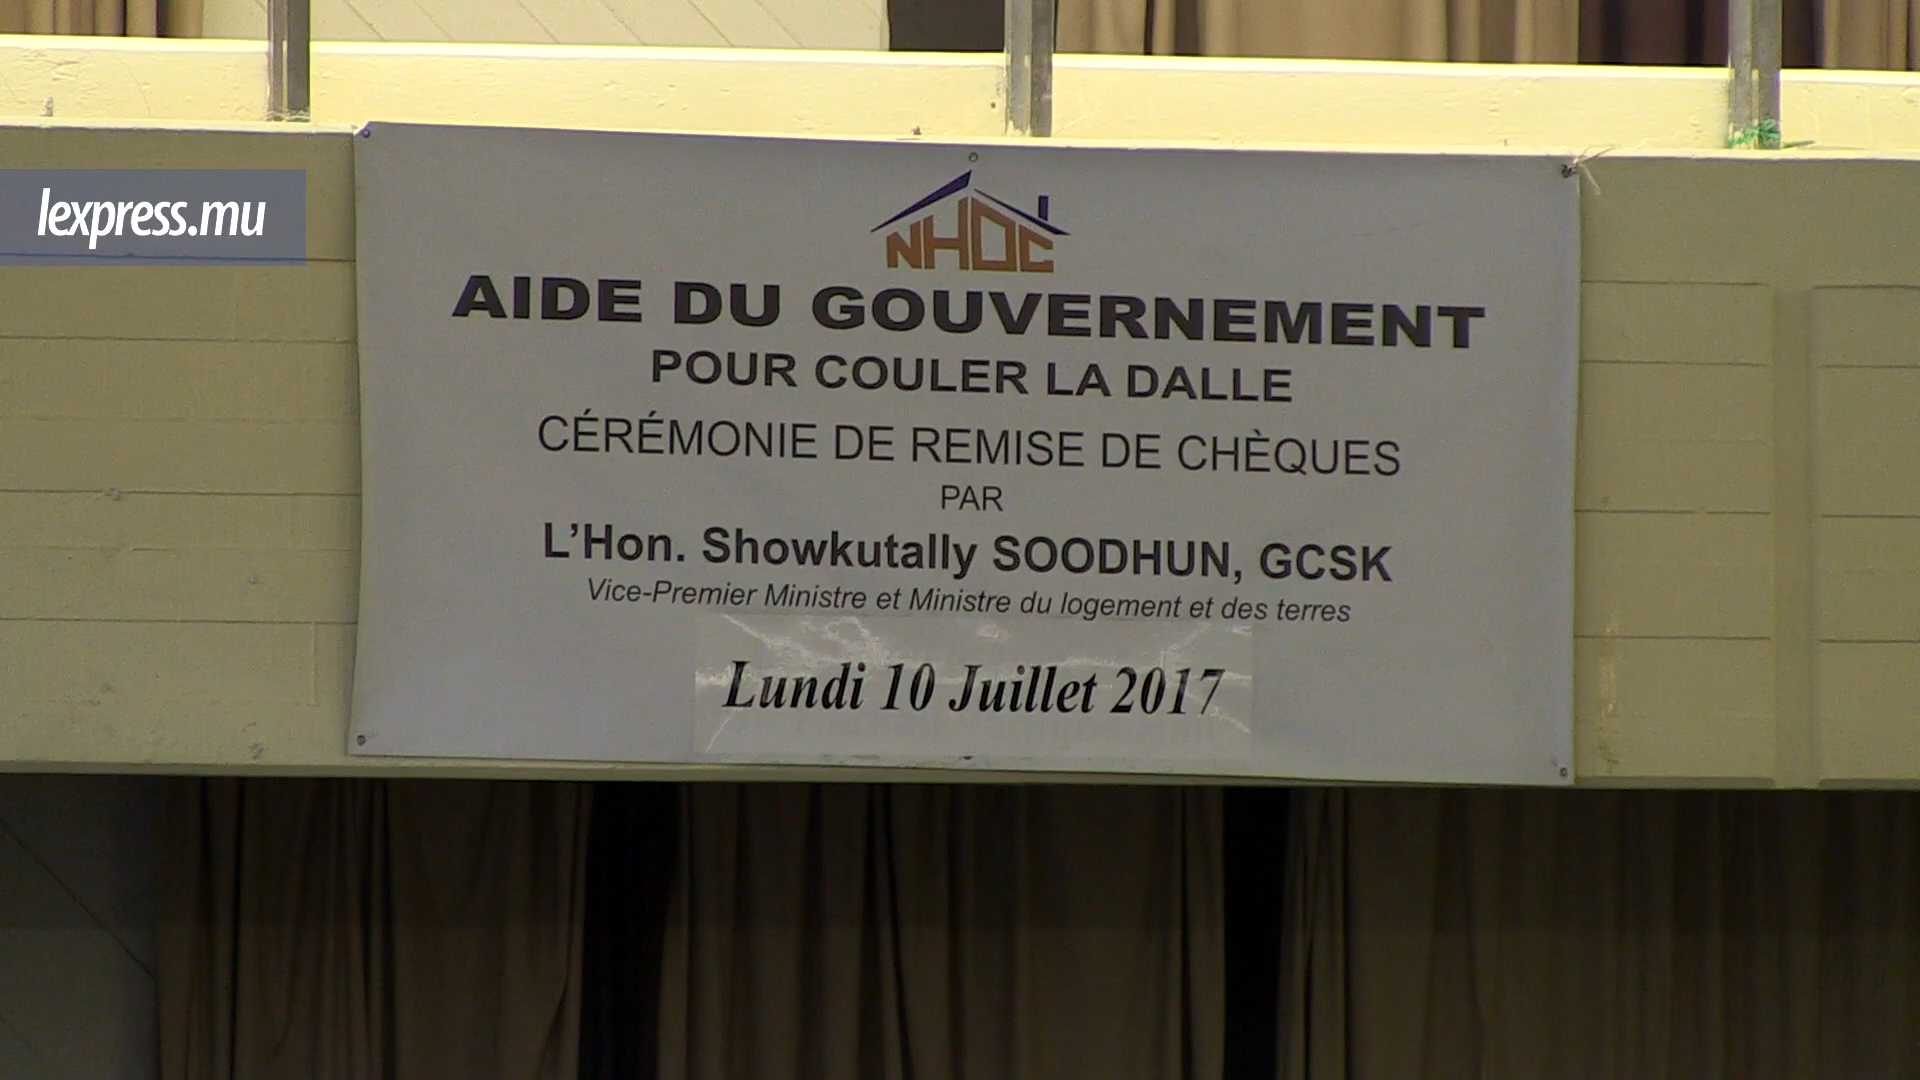 lexpress.mu
NHDC
AIDE DU GOUVERNEMENT
POUR COULER LA DALLE
CÉRÉMONIE DE REMISE DE CHÈQUES
PAR
L'Hon. Showkutally SOODHUN, GCSK
Vice-Premier Ministre et Ministre du logement et des terres
Lundi 10 Juillet 2017